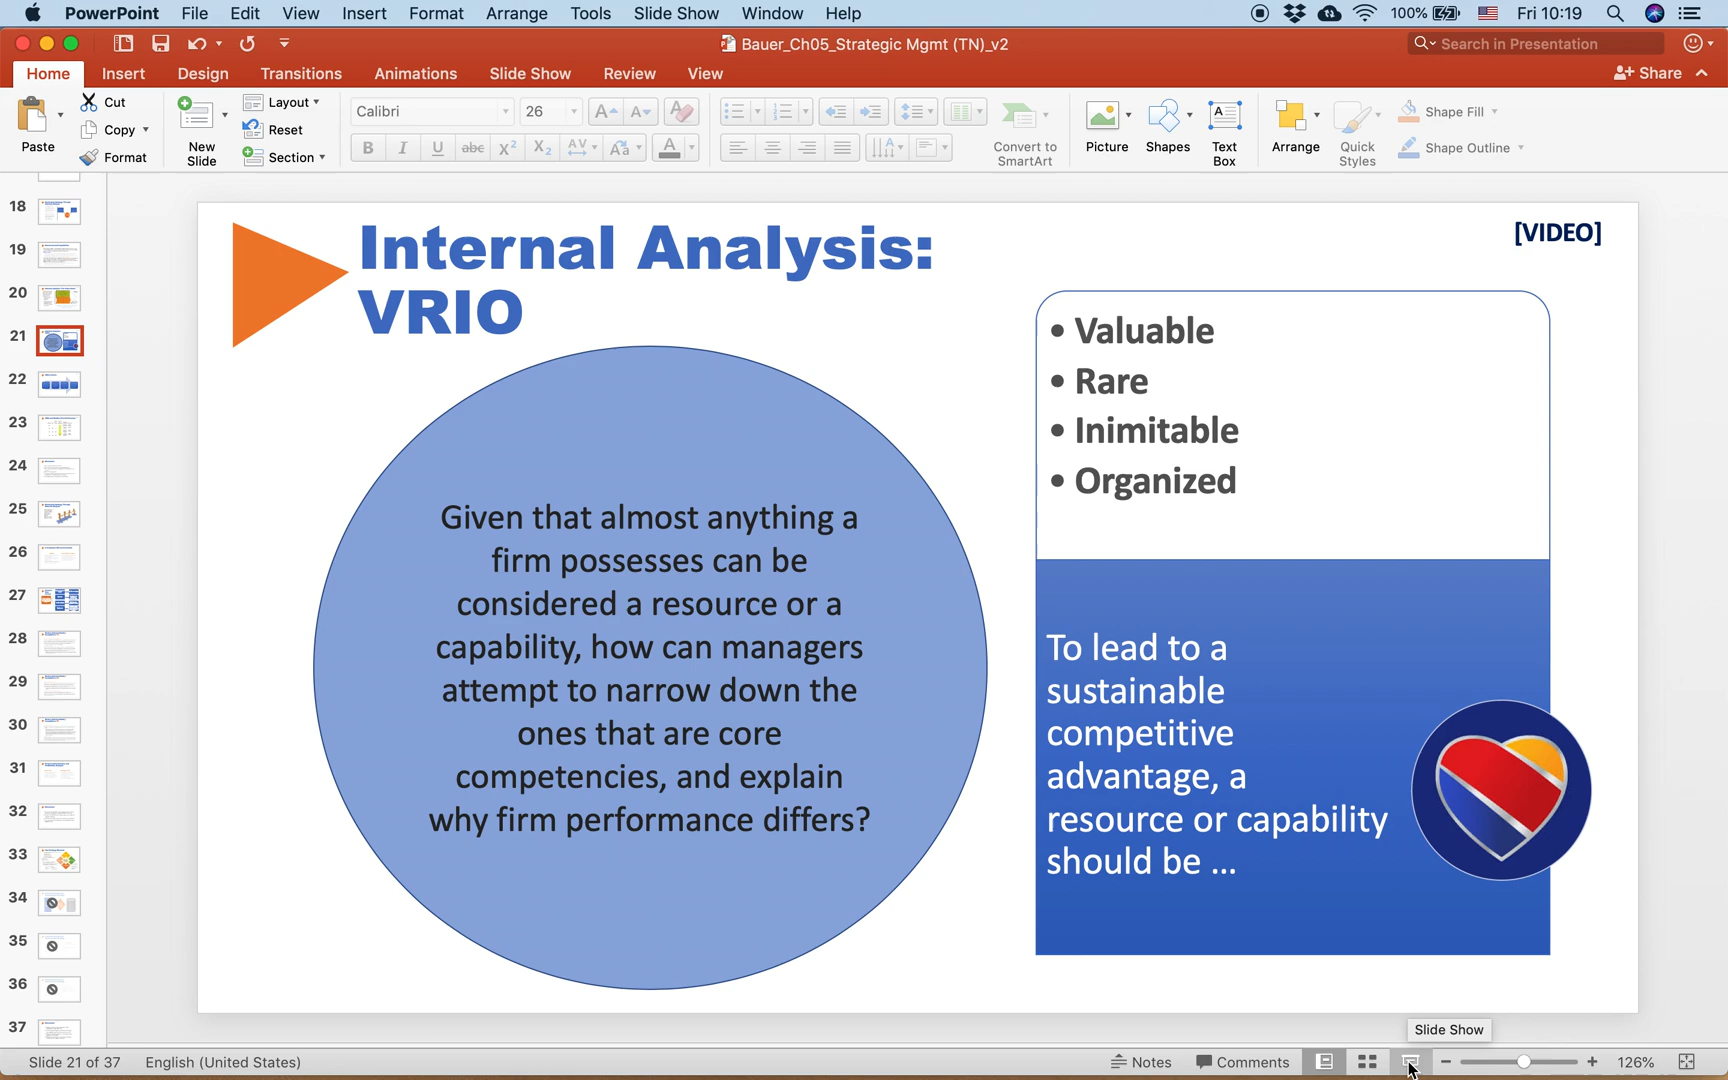 PowerPoint File Edit View Insert Format Arrange Tools Slide Show Window Help 100% Fri 10:19
Bauer_Ch05_Strategic Mgmt (TN)_v2 Search in Presentation
Home Insert Design Transitions Animations Slide Show Review View Share
Paste Cut Copy Format New Slide Layout Reset Section
Calibri 26
Convert to SmartArt Picture Shapes Text Box Arrange Quick Styles Shape Fill Shape Outline
18
19
20
21
22
23
24
25
26
27
28
29
30
31
32
33
34
35
36
37
Internal Analysis:
VRIO
[VIDEO]
Given that almost anything a
firm possesses can be
considered a resource or a
capability, how can managers
attempt to narrow down the
ones that are core
competencies, and explain
why firm performance differs?
• Valuable
• Rare
• Inimitable
• Organized
To lead to a
sustainable
competitive
advantage, a
resource or capability
should be ...
Slide Show
Slide 21 of 37 English (United States) Notes Comments 126%